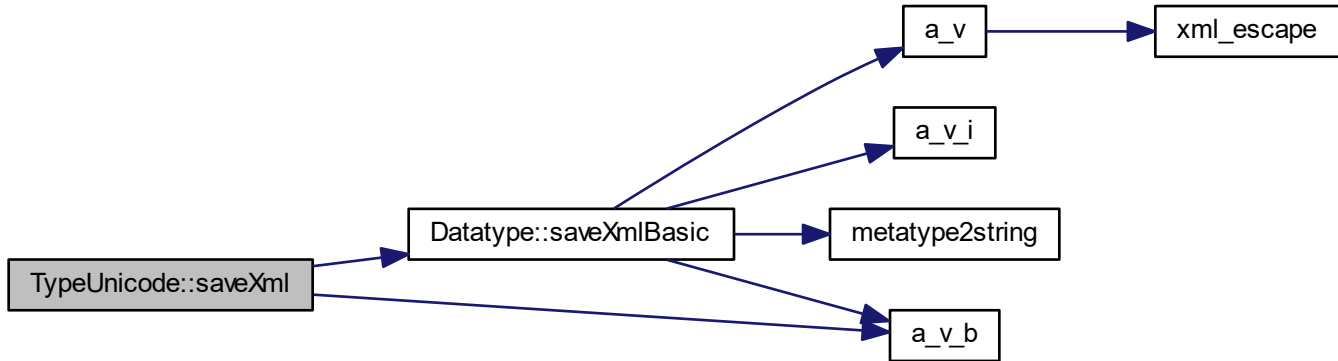 a_v
xml_escape
a_v_i
Datatype::saveXmlBasic
metatype2string
TypeUnicode::saveXml
a_v_b